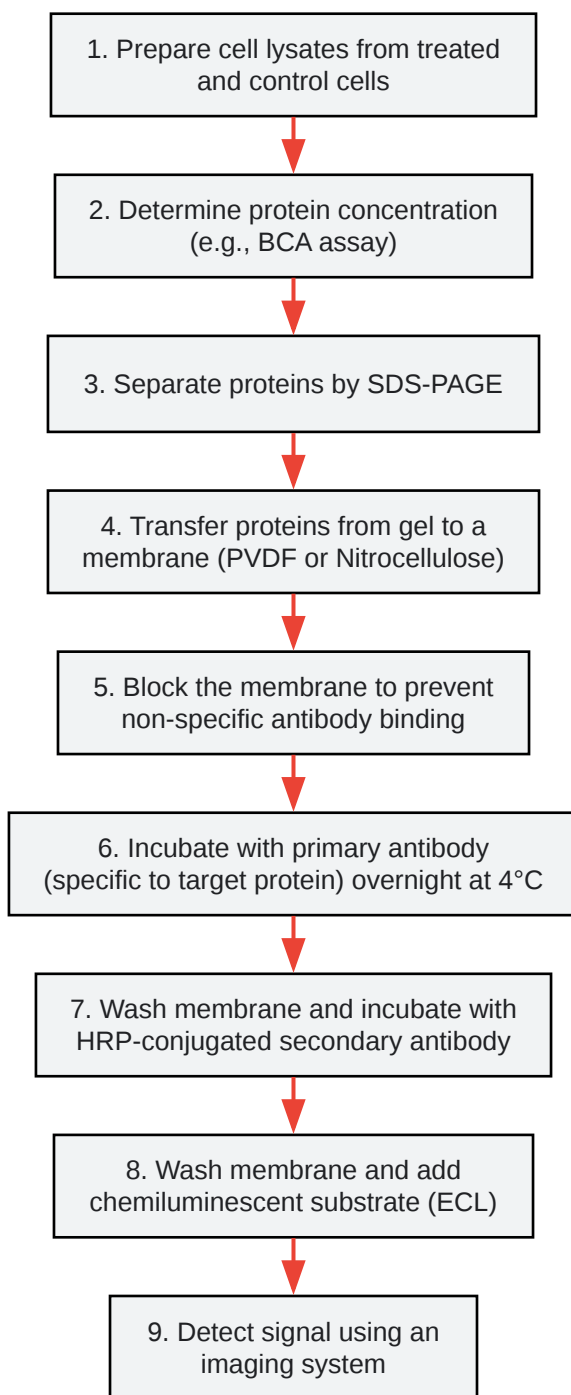 1. Prepare cell lysates from treated
and control cells
2. Determine protein concentration
(e.g., BCA assay)
3. Separate proteins by SDS-PAGE
4. Transfer proteins from gel to a
membrane (PVDF or Nitrocellulose)
5. Block the membrane to prevent
non-specific antibody binding
6. Incubate with primary antibody
(specific to target protein) overnight at 4°C
7. Wash membrane and incubate with
HRP-conjugated secondary antibody
8. Wash membrane and add
chemiluminescent substrate (ECL)
9. Detect signal using an
imaging system